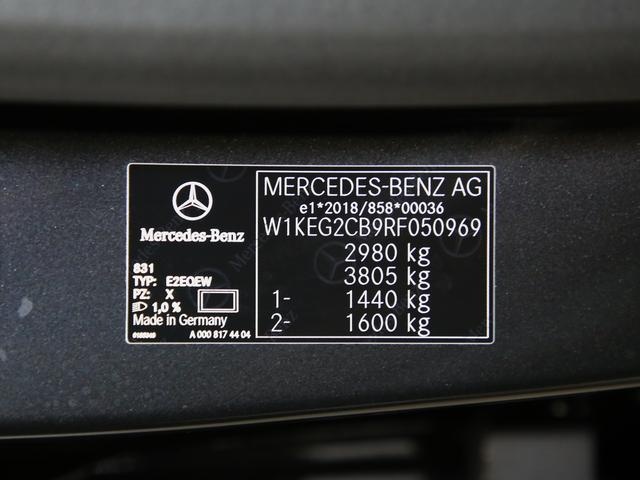 Mercedes-Benz
831
TYP: E2EQEW
PZ: X
1,0 %
Made in Germany
A 000 817 44 04
MERCEDES-BENZ AG
e1*2018/858*00036
W1KEG2CB9RF050969
2980 kg
3805 kg
1- 1440 kg
2- 1600 kg